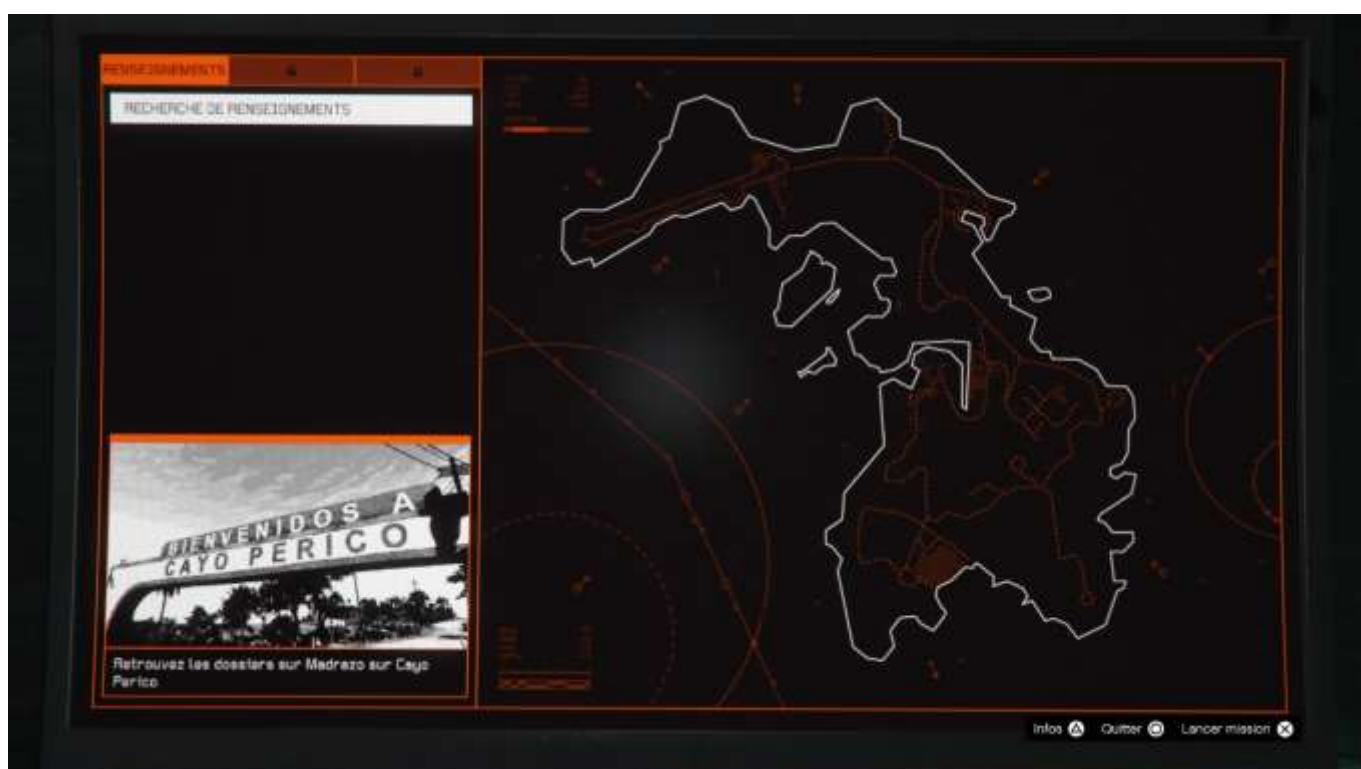 RENSEIGNEMENTS
RECHERCHE DE RENSEIGNEMENTS
BIENVENIDOS A
CAYO PERICO
Retrouvez les dossiers sur Madrazo sur Cayo
Perico
Infos Quitter Lancer mission